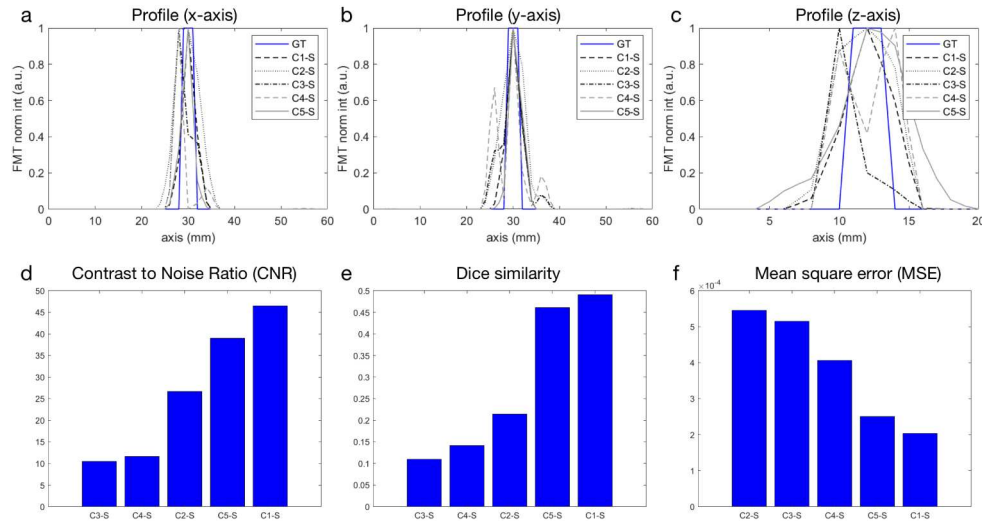 a Profile (x-axis)
1
0.8
0.6
0.4
0.2
0
FMT norm int (a.u.)
GT
C1-S
C2-S
C3-S
C4-S
C5-S
0 10 20 30 40 50 60
axis (mm)
b Profile (y-axis)
1
0.8
0.6
0.4
0.2
0
FMT norm int (a.u.)
GT
C1-S
C2-S
C3-S
C4-S
C5-S
0 10 20 30 40 50 60
axis (mm)
c Profile (z-axis)
1
0.8
0.6
0.4
0.2
0
FMT norm int (a.u.)
GT
C1-S
C2-S
C3-S
C4-S
C5-S
0 5 10 15 20
axis (mm)
d Contrast to Noise Ratio (CNR)
50
45
40
35
30
25
20
15
10
5
0
C3-S C4-S C2-S C5-S C1-S
e Dice similarity
0.5
0.45
0.4
0.35
0.3
0.25
0.2
0.15
0.1
0.05
0
C3-S C4-S C2-S C5-S C1-S
f Mean square error (MSE)
×10⁻⁴
6
5
4
3
2
1
0
C2-S C3-S C4-S C5-S C1-S